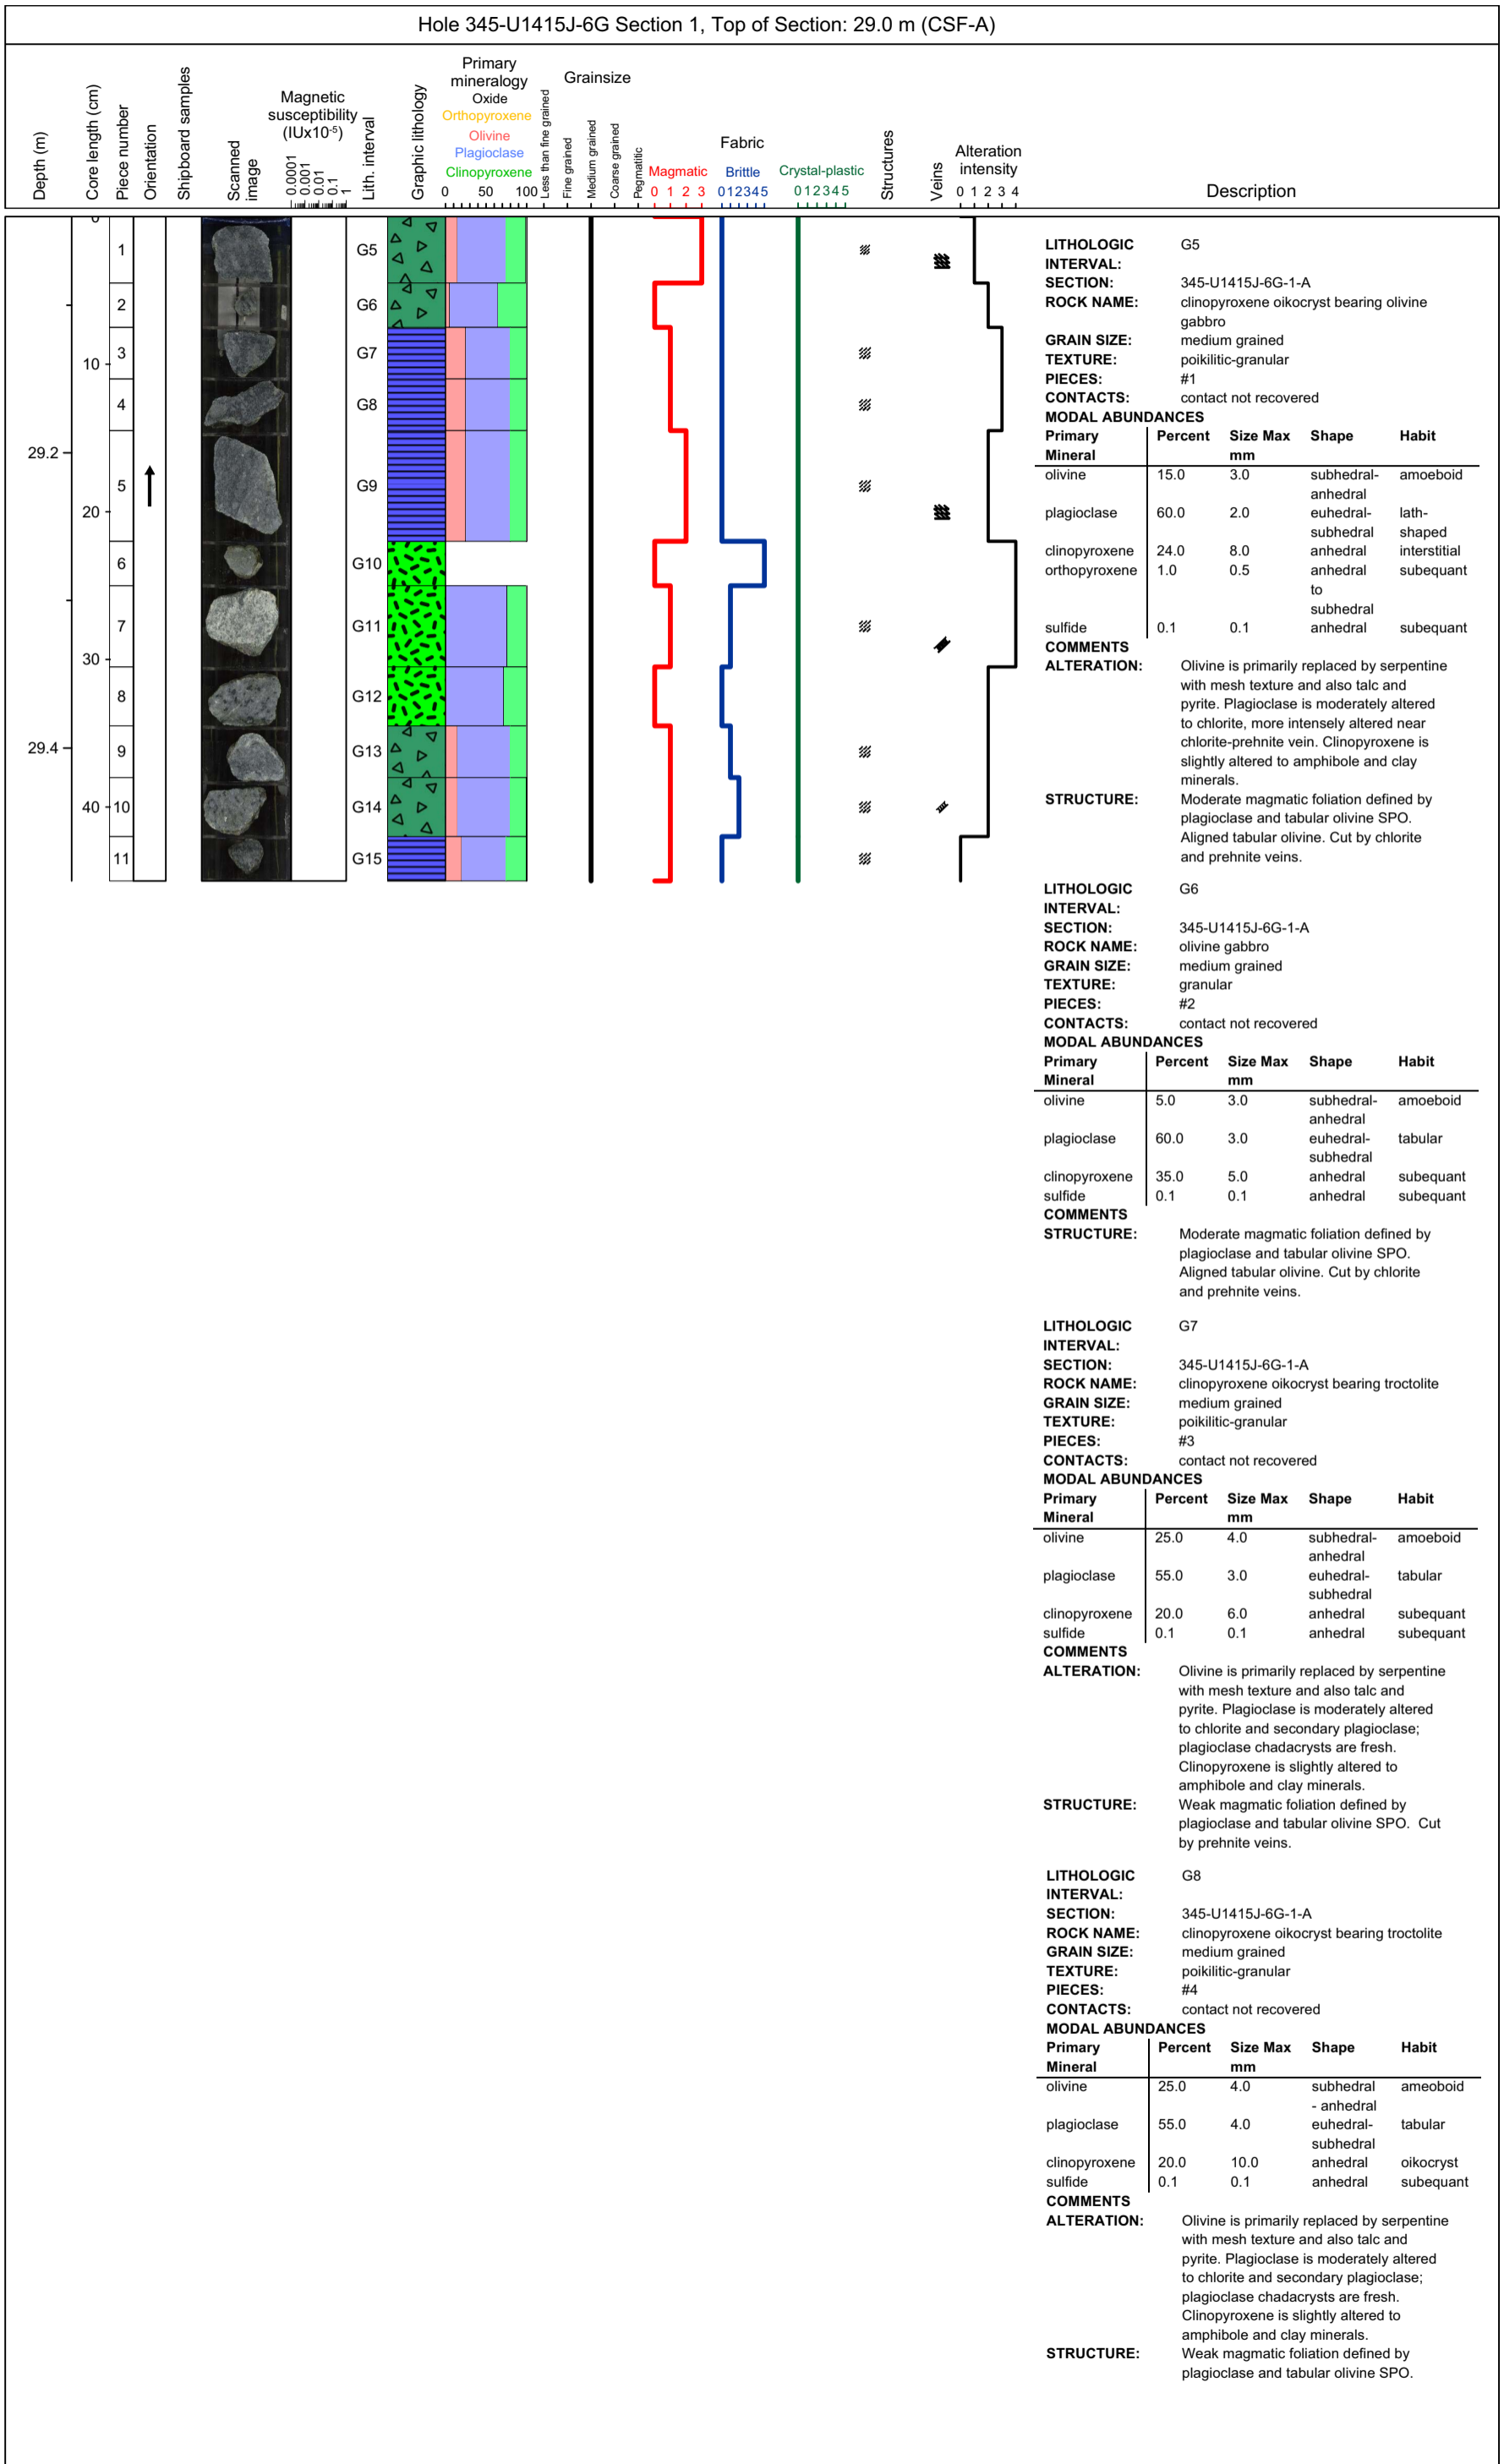 Hole 345-U1415J-6G Section 1, Top of Section: 29.0 m (CSF-A)
Depth (m)
Core length (cm)
Piece number
Orientation
Shipboard samples
Scanned
image
Magnetic
susceptibility
(IUx10-5)
0.0001
0.001
0.01
0.1
1
Lith. interval
Graphic lithology
Primary
mineralogy
Oxide
Orthopyroxene
Olivine
Plagioclase
Clinopyroxene
0 50 100
Grainsize
Less than fine grained
Fine grained
Medium grained
Coarse grained
Pegmatitic
Fabric
Magmatic
0 1 2 3
Brittle
0 1 2 3 4 5
Crystal-plastic
0 1 2 3 4 5
Structures
Veins
Alteration
intensity
0 1 2 3 4
Description
0
1 G5
2 G6
3 G7
10
4 G8
29.2
5 G9
20
6 G10
7 G11
30
8 G12
29.4
9 G13
40 10 G14
11 G15
LITHOLOGIC G5
INTERVAL:
SECTION: 345-U1415J-6G-1-A
ROCK NAME: clinopyroxene oikocryst bearing olivine
gabbro
GRAIN SIZE: medium grained
TEXTURE: poikilitic-granular
PIECES: #1
CONTACTS: contact not recovered
MODAL ABUNDANCES
Primary Percent Size Max Shape Habit
Mineral mm
olivine 15.0 3.0 subhedral- amoeboid
anhedral
plagioclase 60.0 2.0 euhedral- lath-
subhedral shaped
clinopyroxene 24.0 8.0 anhedral interstitial
orthopyroxene 1.0 0.5 anhedral subequant
to
subhedral
sulfide 0.1 0.1 anhedral subequant
COMMENTS
ALTERATION: Olivine is primarily replaced by serpentine
with mesh texture and also talc and
pyrite. Plagioclase is moderately altered
to chlorite, more intensely altered near
chlorite-prehnite vein. Clinopyroxene is
slightly altered to amphibole and clay
minerals.
STRUCTURE: Moderate magmatic foliation defined by
plagioclase and tabular olivine SPO.
Aligned tabular olivine. Cut by chlorite
and prehnite veins.
LITHOLOGIC G6
INTERVAL:
SECTION: 345-U1415J-6G-1-A
ROCK NAME: olivine gabbro
GRAIN SIZE: medium grained
TEXTURE: granular
PIECES: #2
CONTACTS: contact not recovered
MODAL ABUNDANCES
Primary Percent Size Max Shape Habit
Mineral mm
olivine 5.0 3.0 subhedral- amoeboid
anhedral
plagioclase 60.0 3.0 euhedral- tabular
subhedral
clinopyroxene 35.0 5.0 anhedral subequant
sulfide 0.1 0.1 anhedral subequant
COMMENTS
STRUCTURE: Moderate magmatic foliation defined by
plagioclase and tabular olivine SPO.
Aligned tabular olivine. Cut by chlorite
and prehnite veins.
LITHOLOGIC G7
INTERVAL:
SECTION: 345-U1415J-6G-1-A
ROCK NAME: clinopyroxene oikocryst bearing troctolite
GRAIN SIZE: medium grained
TEXTURE: poikilitic-granular
PIECES: #3
CONTACTS: contact not recovered
MODAL ABUNDANCES
Primary Percent Size Max Shape Habit
Mineral mm
olivine 25.0 4.0 subhedral- amoeboid
anhedral
plagioclase 55.0 3.0 euhedral- tabular
subhedral
clinopyroxene 20.0 6.0 anhedral subequant
sulfide 0.1 0.1 anhedral subequant
COMMENTS
ALTERATION: Olivine is primarily replaced by serpentine
with mesh texture and also talc and
pyrite. Plagioclase is moderately altered
to chlorite and secondary plagioclase;
plagioclase chadacrysts are fresh.
Clinopyroxene is slightly altered to
amphibole and clay minerals.
STRUCTURE: Weak magmatic foliation defined by
plagioclase and tabular olivine SPO. Cut
by prehnite veins.
LITHOLOGIC G8
INTERVAL:
SECTION: 345-U1415J-6G-1-A
ROCK NAME: clinopyroxene oikocryst bearing troctolite
GRAIN SIZE: medium grained
TEXTURE: poikilitic-granular
PIECES: #4
CONTACTS: contact not recovered
MODAL ABUNDANCES
Primary Percent Size Max Shape Habit
Mineral mm
olivine 25.0 4.0 subhedral ameoboid
- anhedral
plagioclase 55.0 4.0 euhedral- tabular
subhedral
clinopyroxene 20.0 10.0 anhedral oikocryst
sulfide 0.1 0.1 anhedral subequant
COMMENTS
ALTERATION: Olivine is primarily replaced by serpentine
with mesh texture and also talc and
pyrite. Plagioclase is moderately altered
to chlorite and secondary plagioclase;
plagioclase chadacrysts are fresh.
Clinopyroxene is slightly altered to
amphibole and clay minerals.
STRUCTURE: Weak magmatic foliation defined by
plagioclase and tabular olivine SPO.